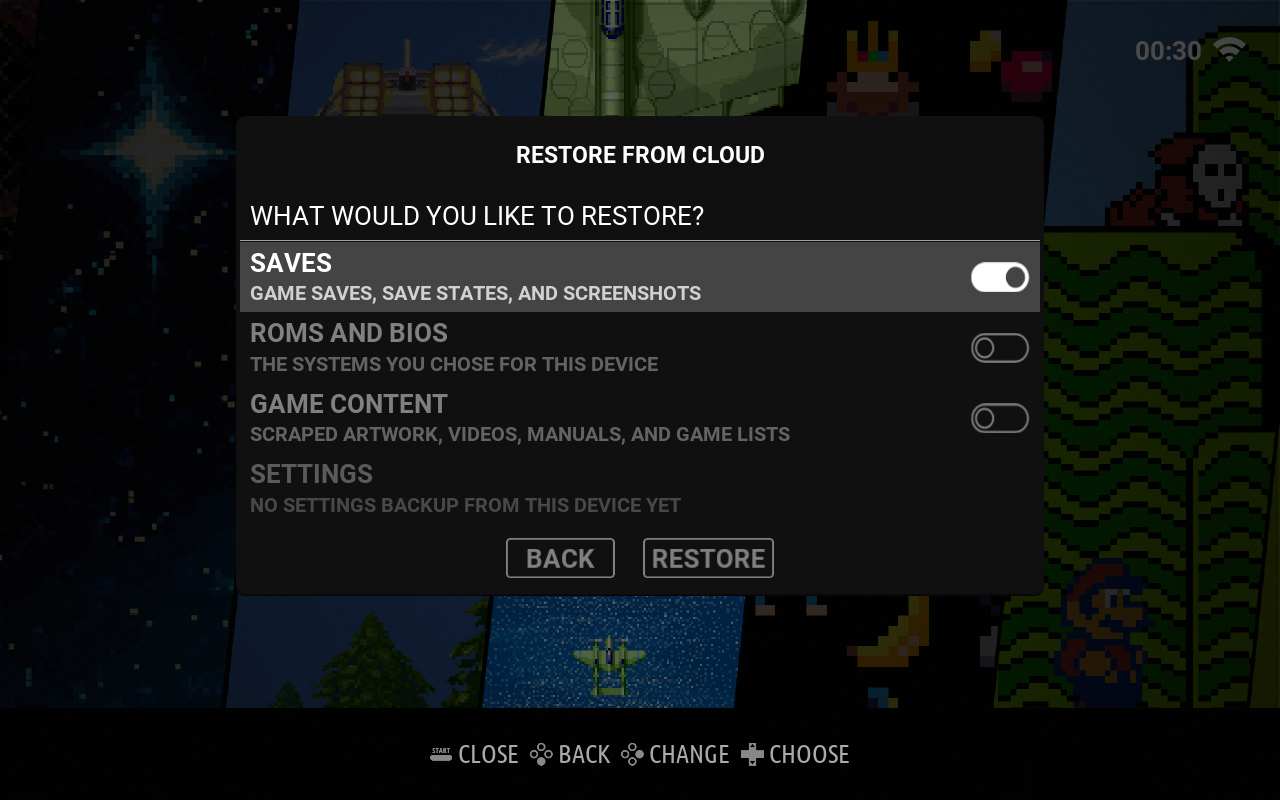 00:30
RESTORE FROM CLOUD
WHAT WOULD YOU LIKE TO RESTORE?
SAVES
GAME SAVES, SAVE STATES, AND SCREENSHOTS
ROMS AND BIOS
THE SYSTEMS YOU CHOSE FOR THIS DEVICE
GAME CONTENT
SCRAPED ARTWORK, VIDEOS, MANUALS, AND GAME LISTS
SETTINGS
NO SETTINGS BACKUP FROM THIS DEVICE YET
BACK RESTORE
START CLOSE BACK CHANGE CHOOSE